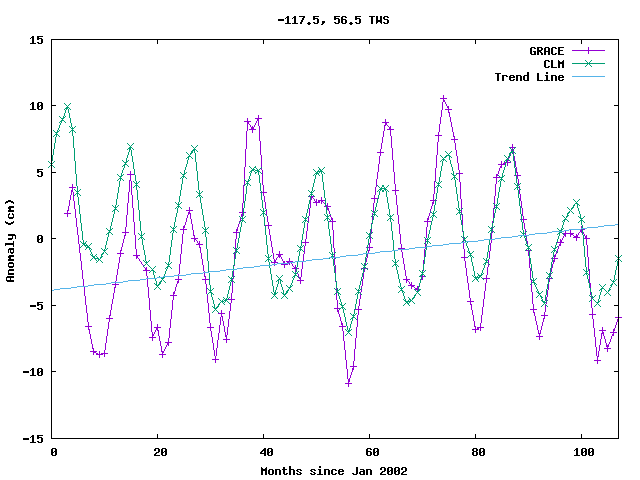 -117.5, 56.5 TWS
GRACE
CLM
Trend Line
15
10
5
0
-5
-10
-15
Anomaly (cm)
0 20 40 60 80 100
Months since Jan 2002